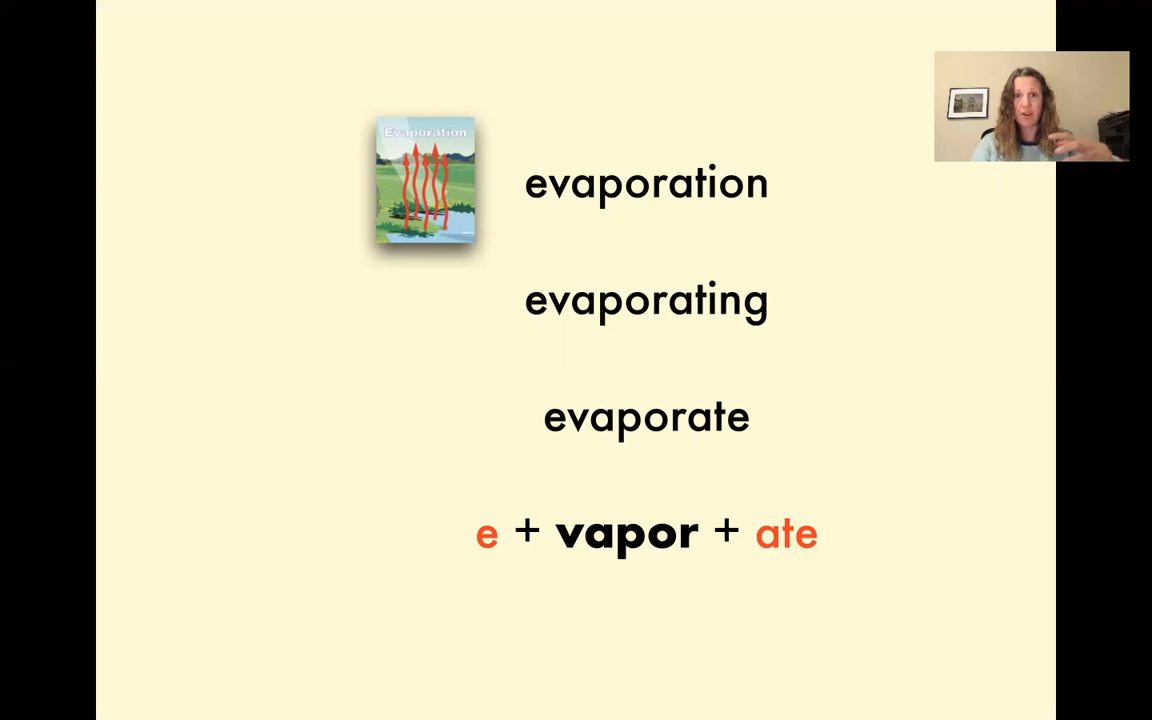 Evaporation
evaporation
evaporating
evaporate
e + vapor + ate